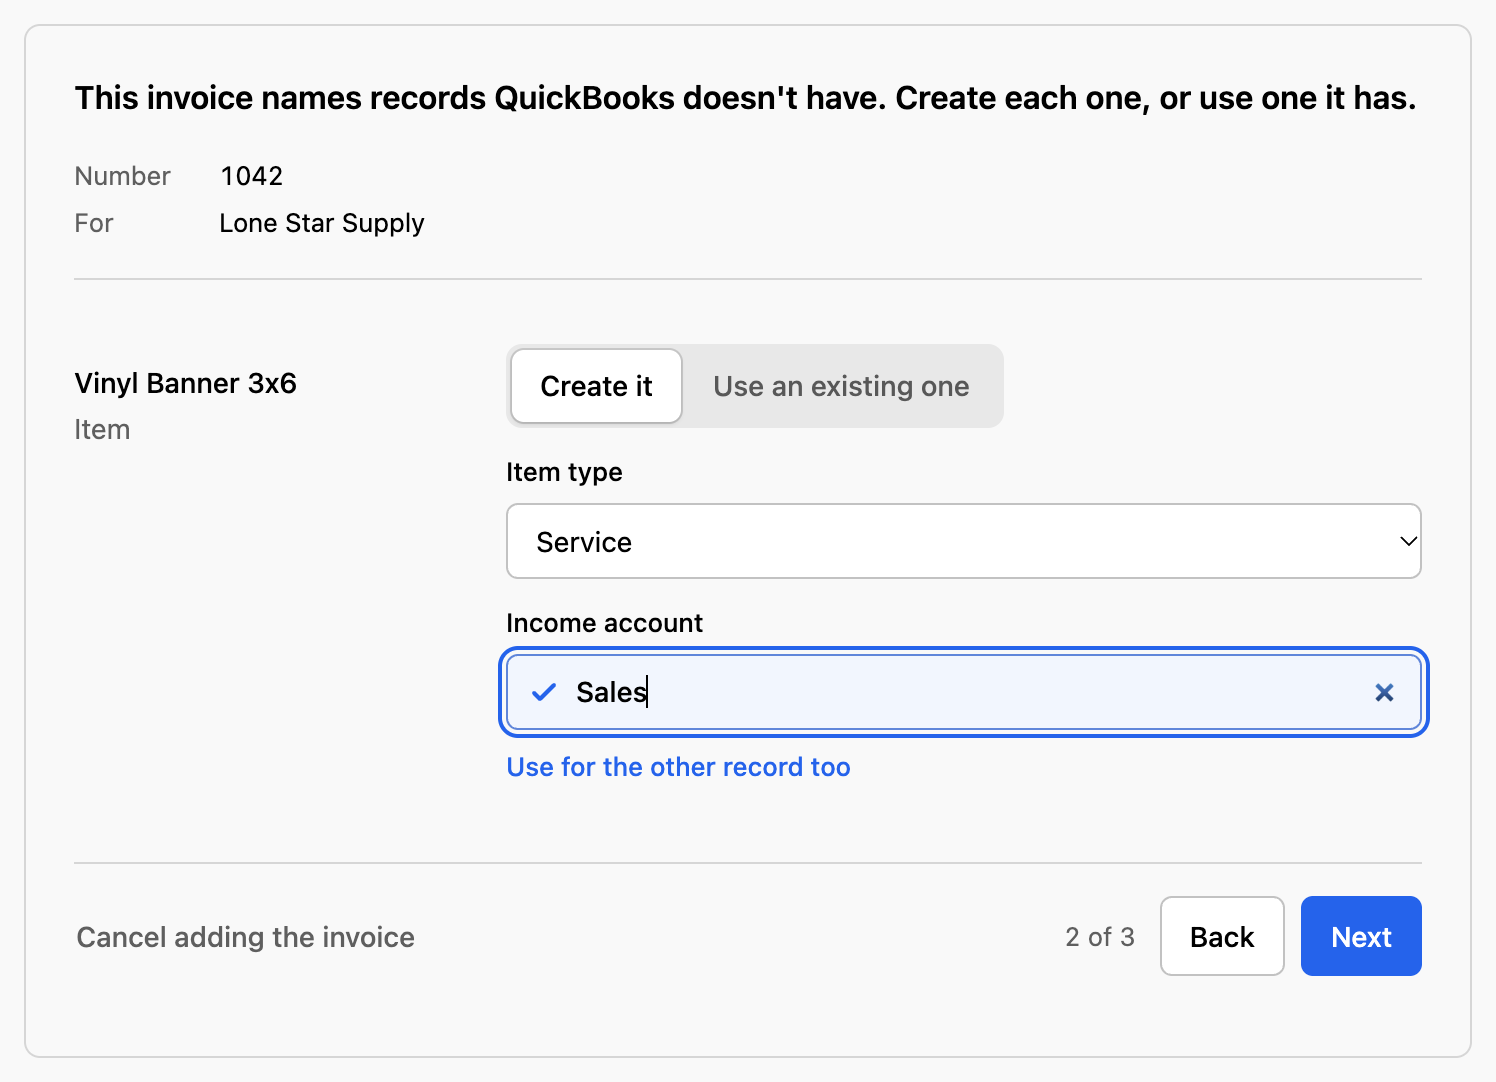 This invoice names records QuickBooks doesn't have. Create each one, or use one it has.
Number 1042
For Lone Star Supply
Vinyl Banner 3x6
Item
Create it Use an existing one
Item type
Service
Income account
Sales
Use for the other record too
Cancel adding the invoice 2 of 3 Back Next